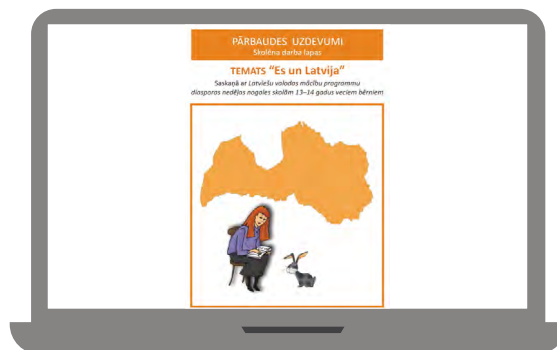 PĀRBAUDES UZDEVUMI
Skolēna darba lapas
TEMATS "Es un Latvija"
Saskaņā ar Latviešu valodas mācību programmu
diasporas nedēļas nogales skolām 13–14 gadus veciem bērniem